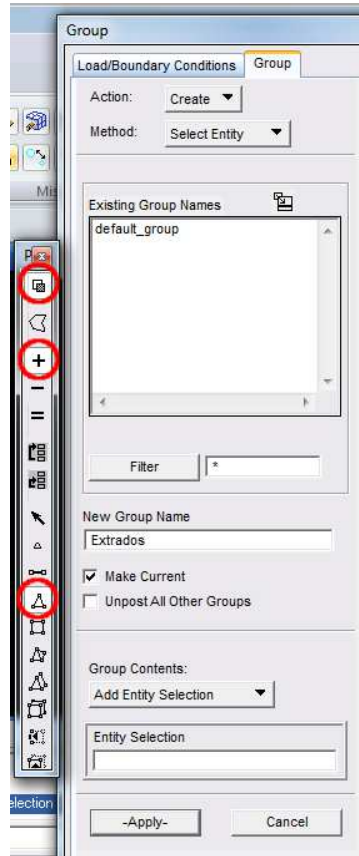 Group
Load/Boundary Conditions Group
Action: Create
Method: Select Entity
Existing Group Names
default_group
Filter *
New Group Name
Extrados
Make Current
Unpost All Other Groups
Group Contents:
Add Entity Selection
Entity Selection
-Apply- Cancel